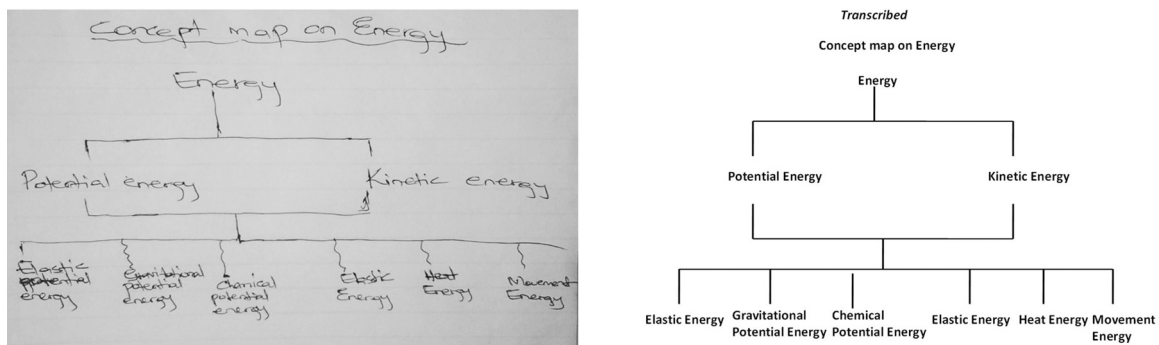 Concept map on Energy
Energy
Potential energy
Kinetic energy
Elastic
potential
energy
Gravitational
potential
energy
Chemical
potential
energy
Elastic
Energy
Heat
Energy
Movement
Energy
Transcribed
Concept map on Energy
Energy
Potential Energy
Kinetic Energy
Elastic Energy
Gravitational
Potential Energy
Chemical
Potential Energy
Elastic Energy
Heat Energy
Movement
Energy